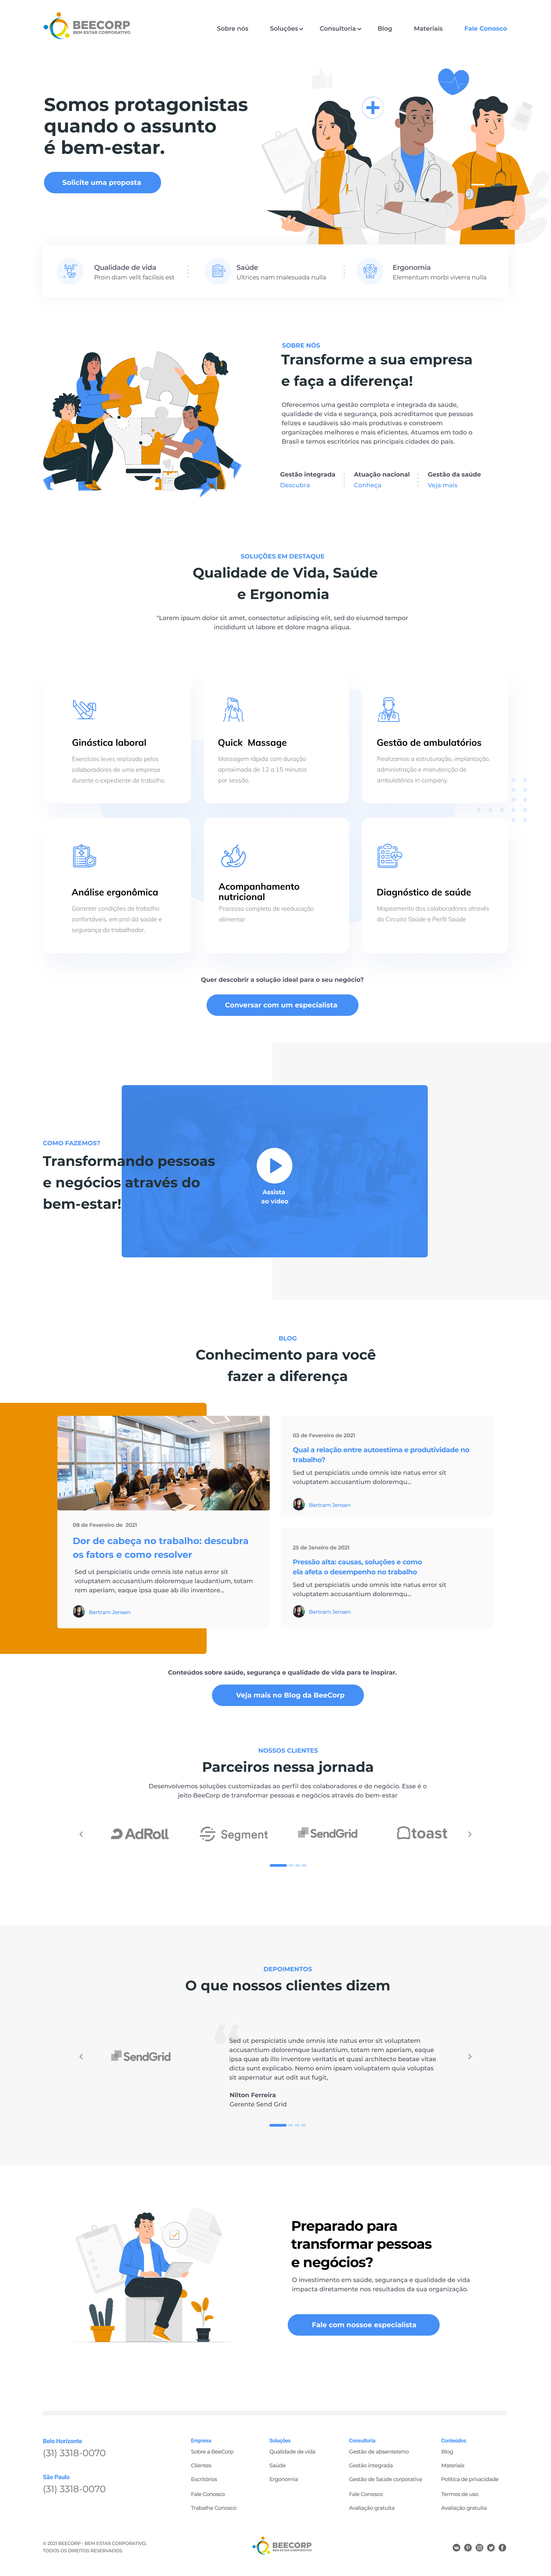 BEECORP
BEM ESTAR CORPORATIVO
Sobre nós
Soluções
Consultoria
Blog
Materiais
Fale Conosco
Somos protagonistas
quando o assunto
é bem-estar.
Solicite uma proposta
Qualidade de vida
Proin diam velit facilisis est
Saúde
Ultrices nam malesuada nulla
Ergonomia
Elementum morbi viverra nulla
SOBRE NÓS
Transforme a sua empresa
e faça a diferença!
Oferecemos uma gestão completa e integrada da saúde,
qualidade de vida e segurança, pois acreditamos que pessoas
felizes e saudáveis são mais produtivas e constroem
organizações melhores e mais eficientes. Atuamos em todo o
Brasil e temos escritórios nas principais cidades do país.
Gestão integrada
Descubra
Atuação nacional
Conheça
Gestão da saúde
Veja mais
SOLUÇÕES EM DESTAQUE
Qualidade de Vida, Saúde
e Ergonomia
"Lorem ipsum dolor sit amet, consectetur adipiscing elit, sed do eiusmod tempor
incididunt ut labore et dolore magna aliqua.
Ginástica laboral
Exercícios leves realizado pelos
colaboradores de uma empresa
durante o expediente de trabalho.
Quick Massage
Massagem rápida com duração
aproximada de 12 a 15 minutos
por sessão.
Gestão de ambulatórios
Realizamos a estruturação, implantação,
administração e manutenção de
ambulatórios in company.
Análise ergonômica
Garantir condições de trabalho
confortáveis, em prol da saúde e
segurança do trabalhador.
Acompanhamento
nutricional
Processo completo de reeducação
alimentar
Diagnóstico de saúde
Mapeamento dos colaboradores através
do Circuito Saúde e Perfil Saúde
Quer descobrir a solução ideal para o seu negócio?
Conversar com um especialista
COMO FAZEMOS?
Transformando pessoas
e negócios através do
bem-estar!
Assista
ao vídeo
BLOG
Conhecimento para você
fazer a diferença
08 de Fevereiro de 2021
Dor de cabeça no trabalho: descubra
os fatores e como resolver
Sed ut perspiciatis unde omnis iste natus error sit
voluptatem accusantium doloremque laudantium, totam
rem aperiam, eaque ipsa quae ab illo inventore...
Bertram Jensen
03 de Fevereiro de 2021
Qual a relação entre autoestima e produtividade no
trabalho?
Sed ut perspiciatis unde omnis iste natus error sit
voluptatem accusantium doloremqu...
Bertram Jensen
25 de Janeiro de 2021
Pressão alta: causas, soluções e como
ela afeta o desempenho no trabalho
Sed ut perspiciatis unde omnis iste natus error sit
voluptatem accusantium doloremqu...
Bertram Jensen
Conteúdos sobre saúde, segurança e qualidade de vida para te inspirar.
Veja mais no Blog da BeeCorp
NOSSOS CLIENTES
Parceiros nessa jornada
Desenvolvemos soluções customizadas ao perfil dos colaboradores e do negócio. Esse é o
jeito BeeCorp de transformar pessoas e negócios através do bem-estar
AdRoll
Segment
SendGrid
toast
DEPOIMENTOS
O que nossos clientes dizem
SendGrid
“
Sed ut perspiciatis unde omnis iste natus error sit voluptatem
accusantium doloremque laudantium, totam rem aperiam, eaque
ipsa quae ab illo inventore veritatis et quasi architecto beatae vitae
dicta sunt explicabo. Nemo enim ipsam voluptatem quia voluptas
sit aspernatur aut odit aut fugit,
Nilton Ferreira
Gerente Send Grid
Preparado para
transformar pessoas
e negócios?
O investimento em saúde, segurança e qualidade de vida
impacta diretamente nos resultados da sua organização.
Fale com nossoe especialista
Belo Horizonte
(31) 3318-0070
São Paulo
(31) 3318-0070
Empresa
Sobre a BeeCorp
Clientes
Escritórios
Fale Conosco
Trabalhe Conosco
Soluções
Qualidade de vida
Saúde
Ergonomia
Consultoria
Gestão de absenteísmo
Gestão integrada
Gestão de Saúde corporativa
Fale Conosco
Avaliação gratuita
Conteúdos
Blog
Materiais
Política de privacidade
Termos de uso
Avaliação gratuita
© 2021 BEECORP - BEM ESTAR CORPORATIVO.
TODOS OS DIREITOS RESERVADOS.
BEECORP
BEM ESTAR CORPORATIVO